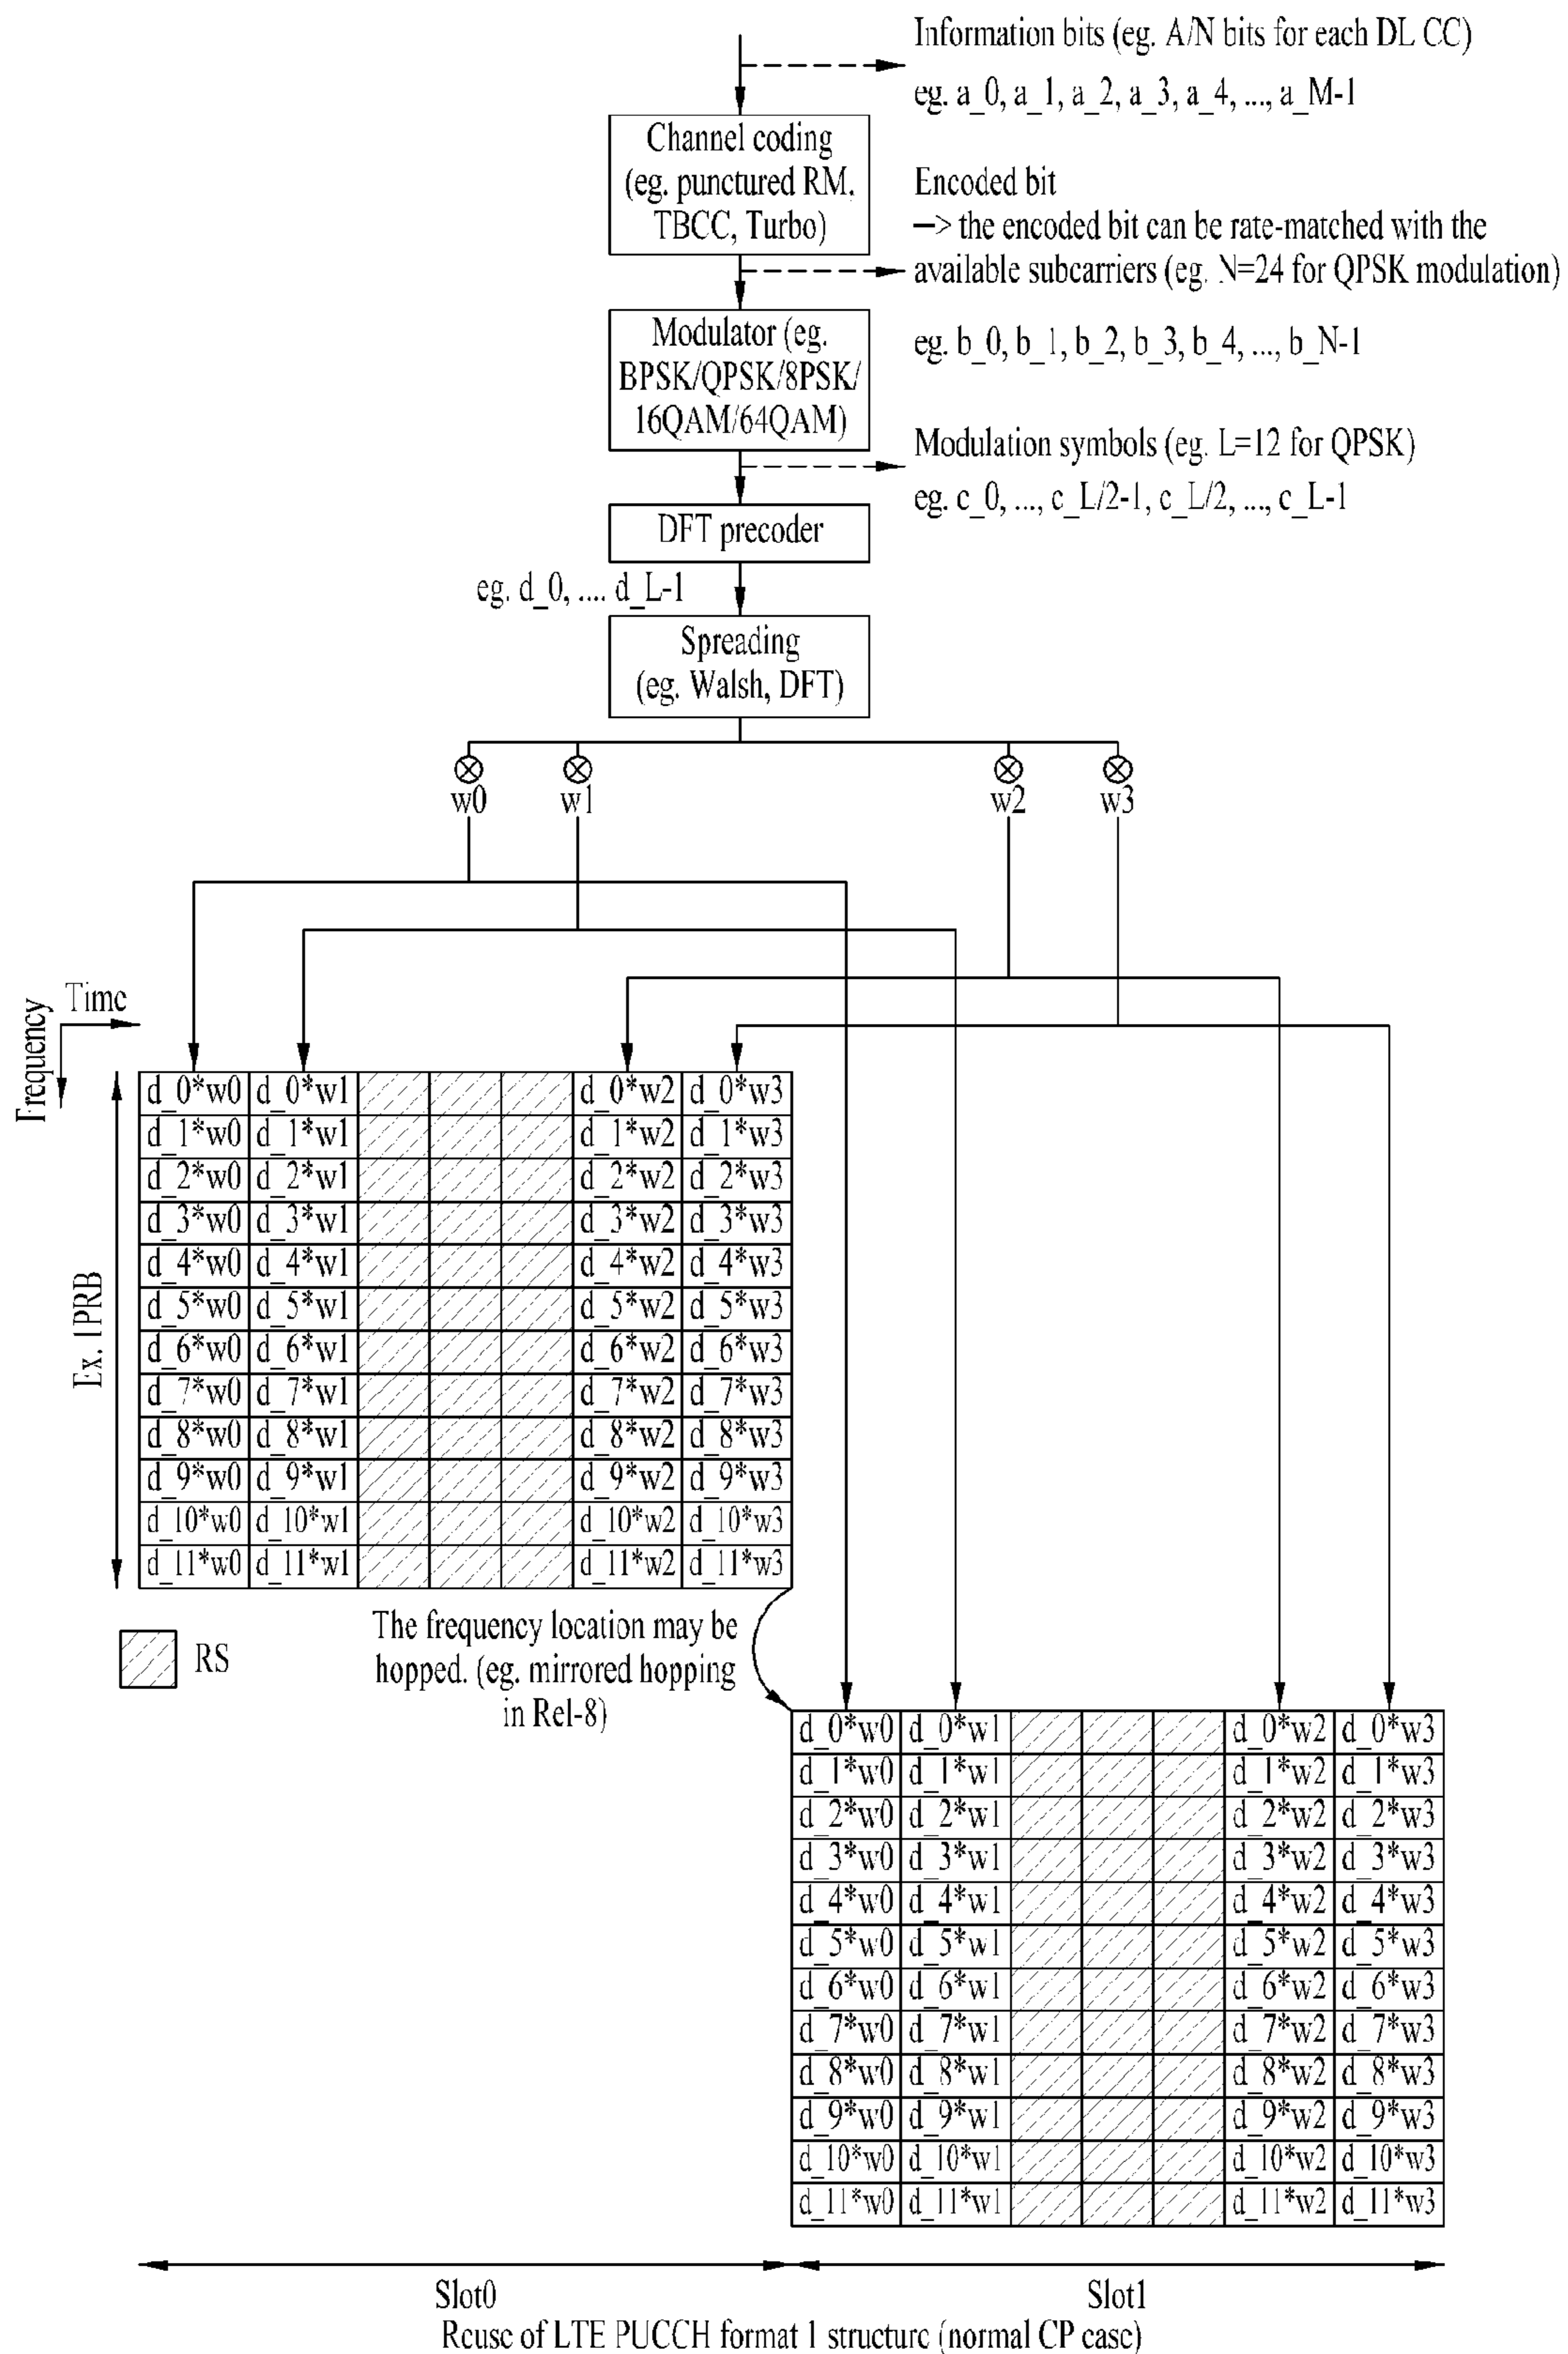 Information bits (eg. A/N bits for each DL CC)
eg. a_0, a_1, a_2, a_3, a_4, ..., a_M-1
Channel coding
(eg. punctured RM,
TBCC, Turbo)
Encoded bit
—> the encoded bit can be rate-matched with the
available subcarriers (eg. N=24 for QPSK modulation)
eg. b_0, b_1, b_2, b_3, b_4, ..., b_N-1
Modulator (eg.
BPSK/QPSK/8PSK/
16QAM/64QAM)
Modulation symbols (eg. L=12 for QPSK)
eg. c_0, ..., c_L/2-1, c_L/2, ..., c_L-1
DFT precoder
eg. d_0, .... d_L-1
Spreading
(eg. Walsh, DFT)
w0 w1 w2 w3
Time
Frequency
Ex. 1PRB
d_0*w0 d_0*w1 d_0*w2 d_0*w3
d_1*w0 d_1*w1 d_1*w2 d_1*w3
d_2*w0 d_2*w1 d_2*w2 d_2*w3
d_3*w0 d_3*w1 d_3*w2 d_3*w3
d_4*w0 d_4*w1 d_4*w2 d_4*w3
d_5*w0 d_5*w1 d_5*w2 d_5*w3
d_6*w0 d_6*w1 d_6*w2 d_6*w3
d_7*w0 d_7*w1 d_7*w2 d_7*w3
d_8*w0 d_8*w1 d_8*w2 d_8*w3
d_9*w0 d_9*w1 d_9*w2 d_9*w3
d_10*w0 d_10*w1 d_10*w2 d_10*w3
d_11*w0 d_11*w1 d_11*w2 d_11*w3
RS
The frequency location may be
hopped. (eg. mirrored hopping
in Rel-8)
d_0*w0 d_0*w1 d_0*w2 d_0*w3
d_1*w0 d_1*w1 d_1*w2 d_1*w3
d_2*w0 d_2*w1 d_2*w2 d_2*w3
d_3*w0 d_3*w1 d_3*w2 d_3*w3
d_4*w0 d_4*w1 d_4*w2 d_4*w3
d_5*w0 d_5*w1 d_5*w2 d_5*w3
d_6*w0 d_6*w1 d_6*w2 d_6*w3
d_7*w0 d_7*w1 d_7*w2 d_7*w3
d_8*w0 d_8*w1 d_8*w2 d_8*w3
d_9*w0 d_9*w1 d_9*w2 d_9*w3
d_10*w0 d_10*w1 d_10*w2 d_10*w3
d_11*w0 d_11*w1 d_11*w2 d_11*w3
Slot0 Slot1
Reuse of LTE PUCCH format 1 structure (normal CP case)